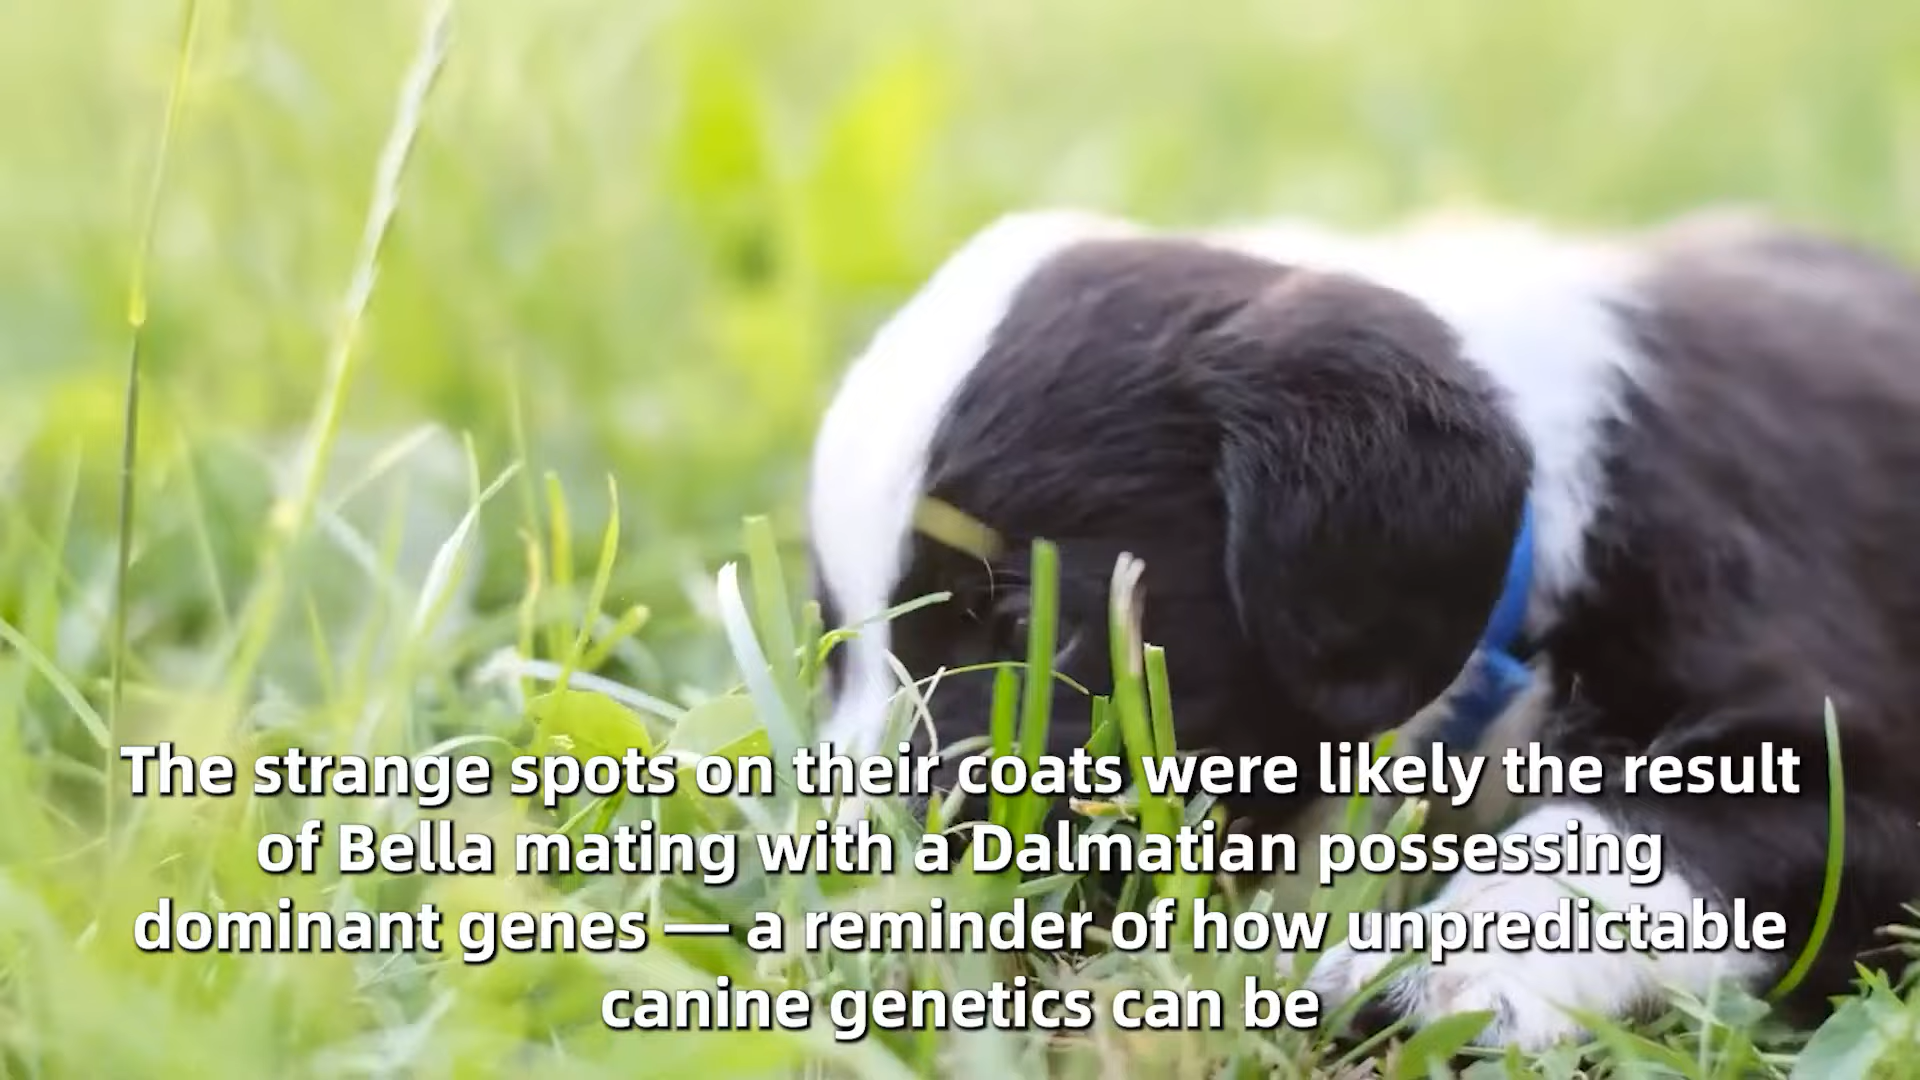 The strange spots on their coats were likely the result
of Bella mating with a Dalmatian possessing
dominant genes — a reminder of how unpredictable
canine genetics can be